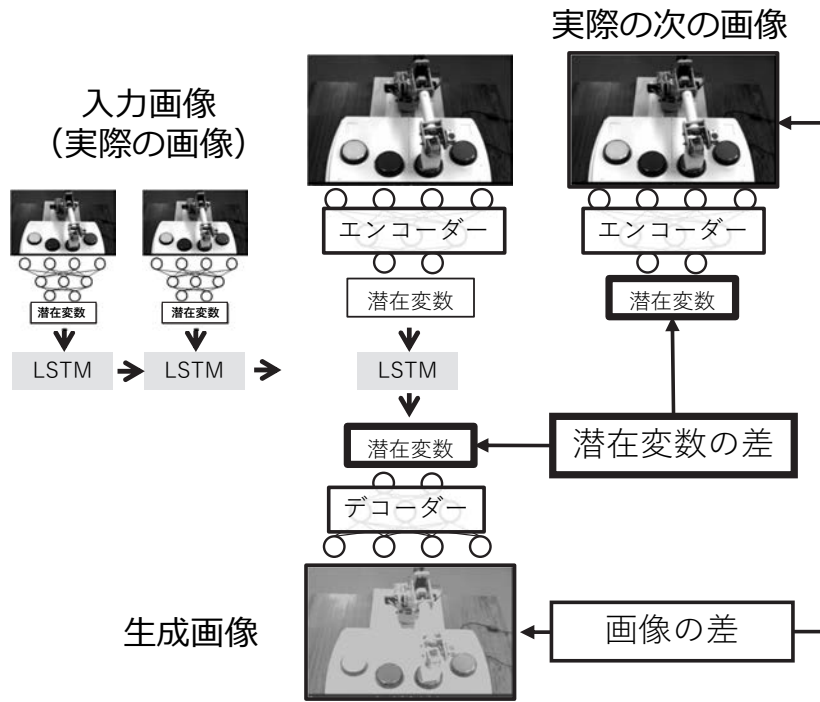 実際の次の画像
入力画像
（実際の画像）
エンコーダー
エンコーダー
潜在変数
潜在変数
潜在変数
潜在変数
LSTM
LSTM
LSTM
潜在変数
潜在変数の差
デコーダー
生成画像
画像の差